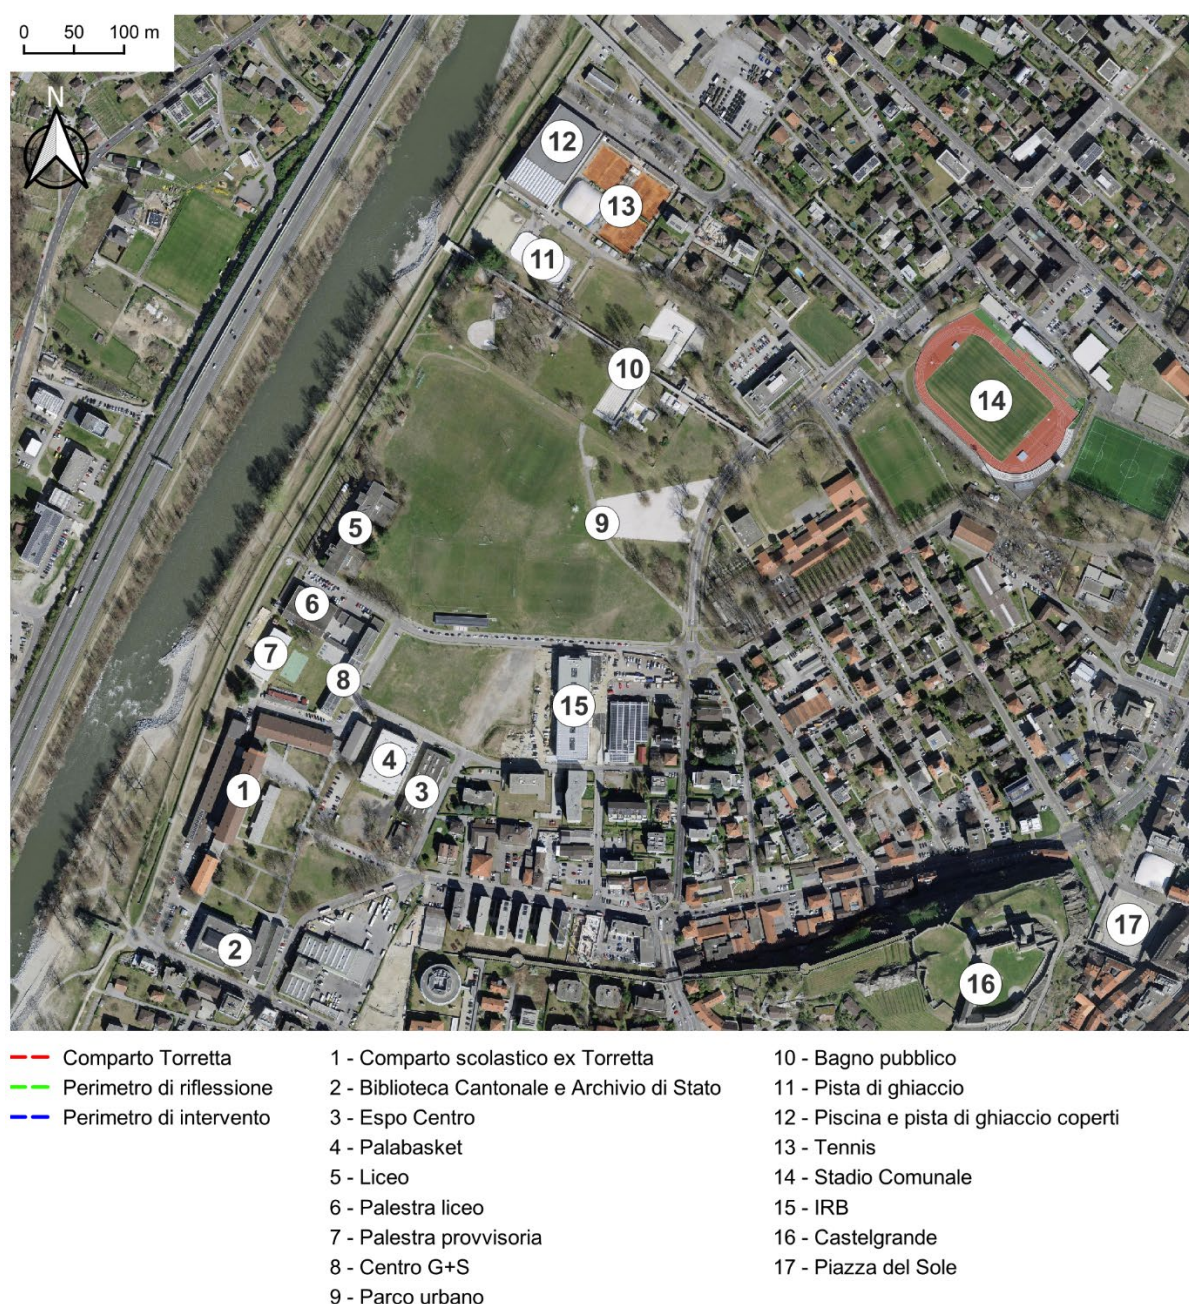 0 50 100 m
N
12
13
11
10
14
9
5
6
7
8
15
4
3
1
2
17
16
Comparto Torretta
Perimetro di riflessione
Perimetro di intervento
1 - Comparto scolastico ex Torretta
2 - Biblioteca Cantonale e Archivio di Stato
3 - Espo Centro
4 - Palabasket
5 - Liceo
6 - Palestra liceo
7 - Palestra provvisoria
8 - Centro G+S
9 - Parco urbano
10 - Bagno pubblico
11 - Pista di ghiaccio
12 - Piscina e pista di ghiaccio coperti
13 - Tennis
14 - Stadio Comunale
15 - IRB
16 - Castelgrande
17 - Piazza del Sole